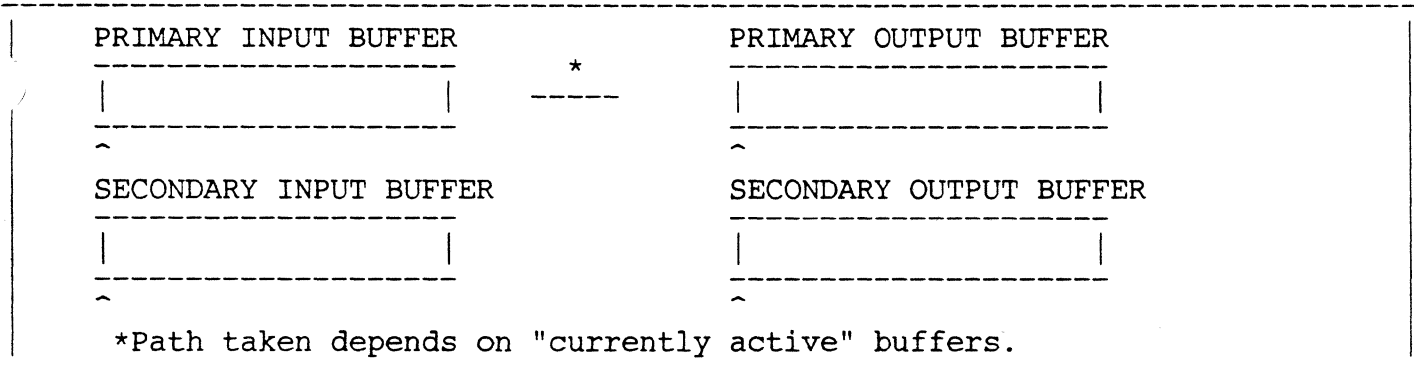 PRIMARY INPUT BUFFER PRIMARY OUTPUT BUFFER
*
SECONDARY INPUT BUFFER SECONDARY OUTPUT BUFFER
*Path taken depends on "currently active" buffers.